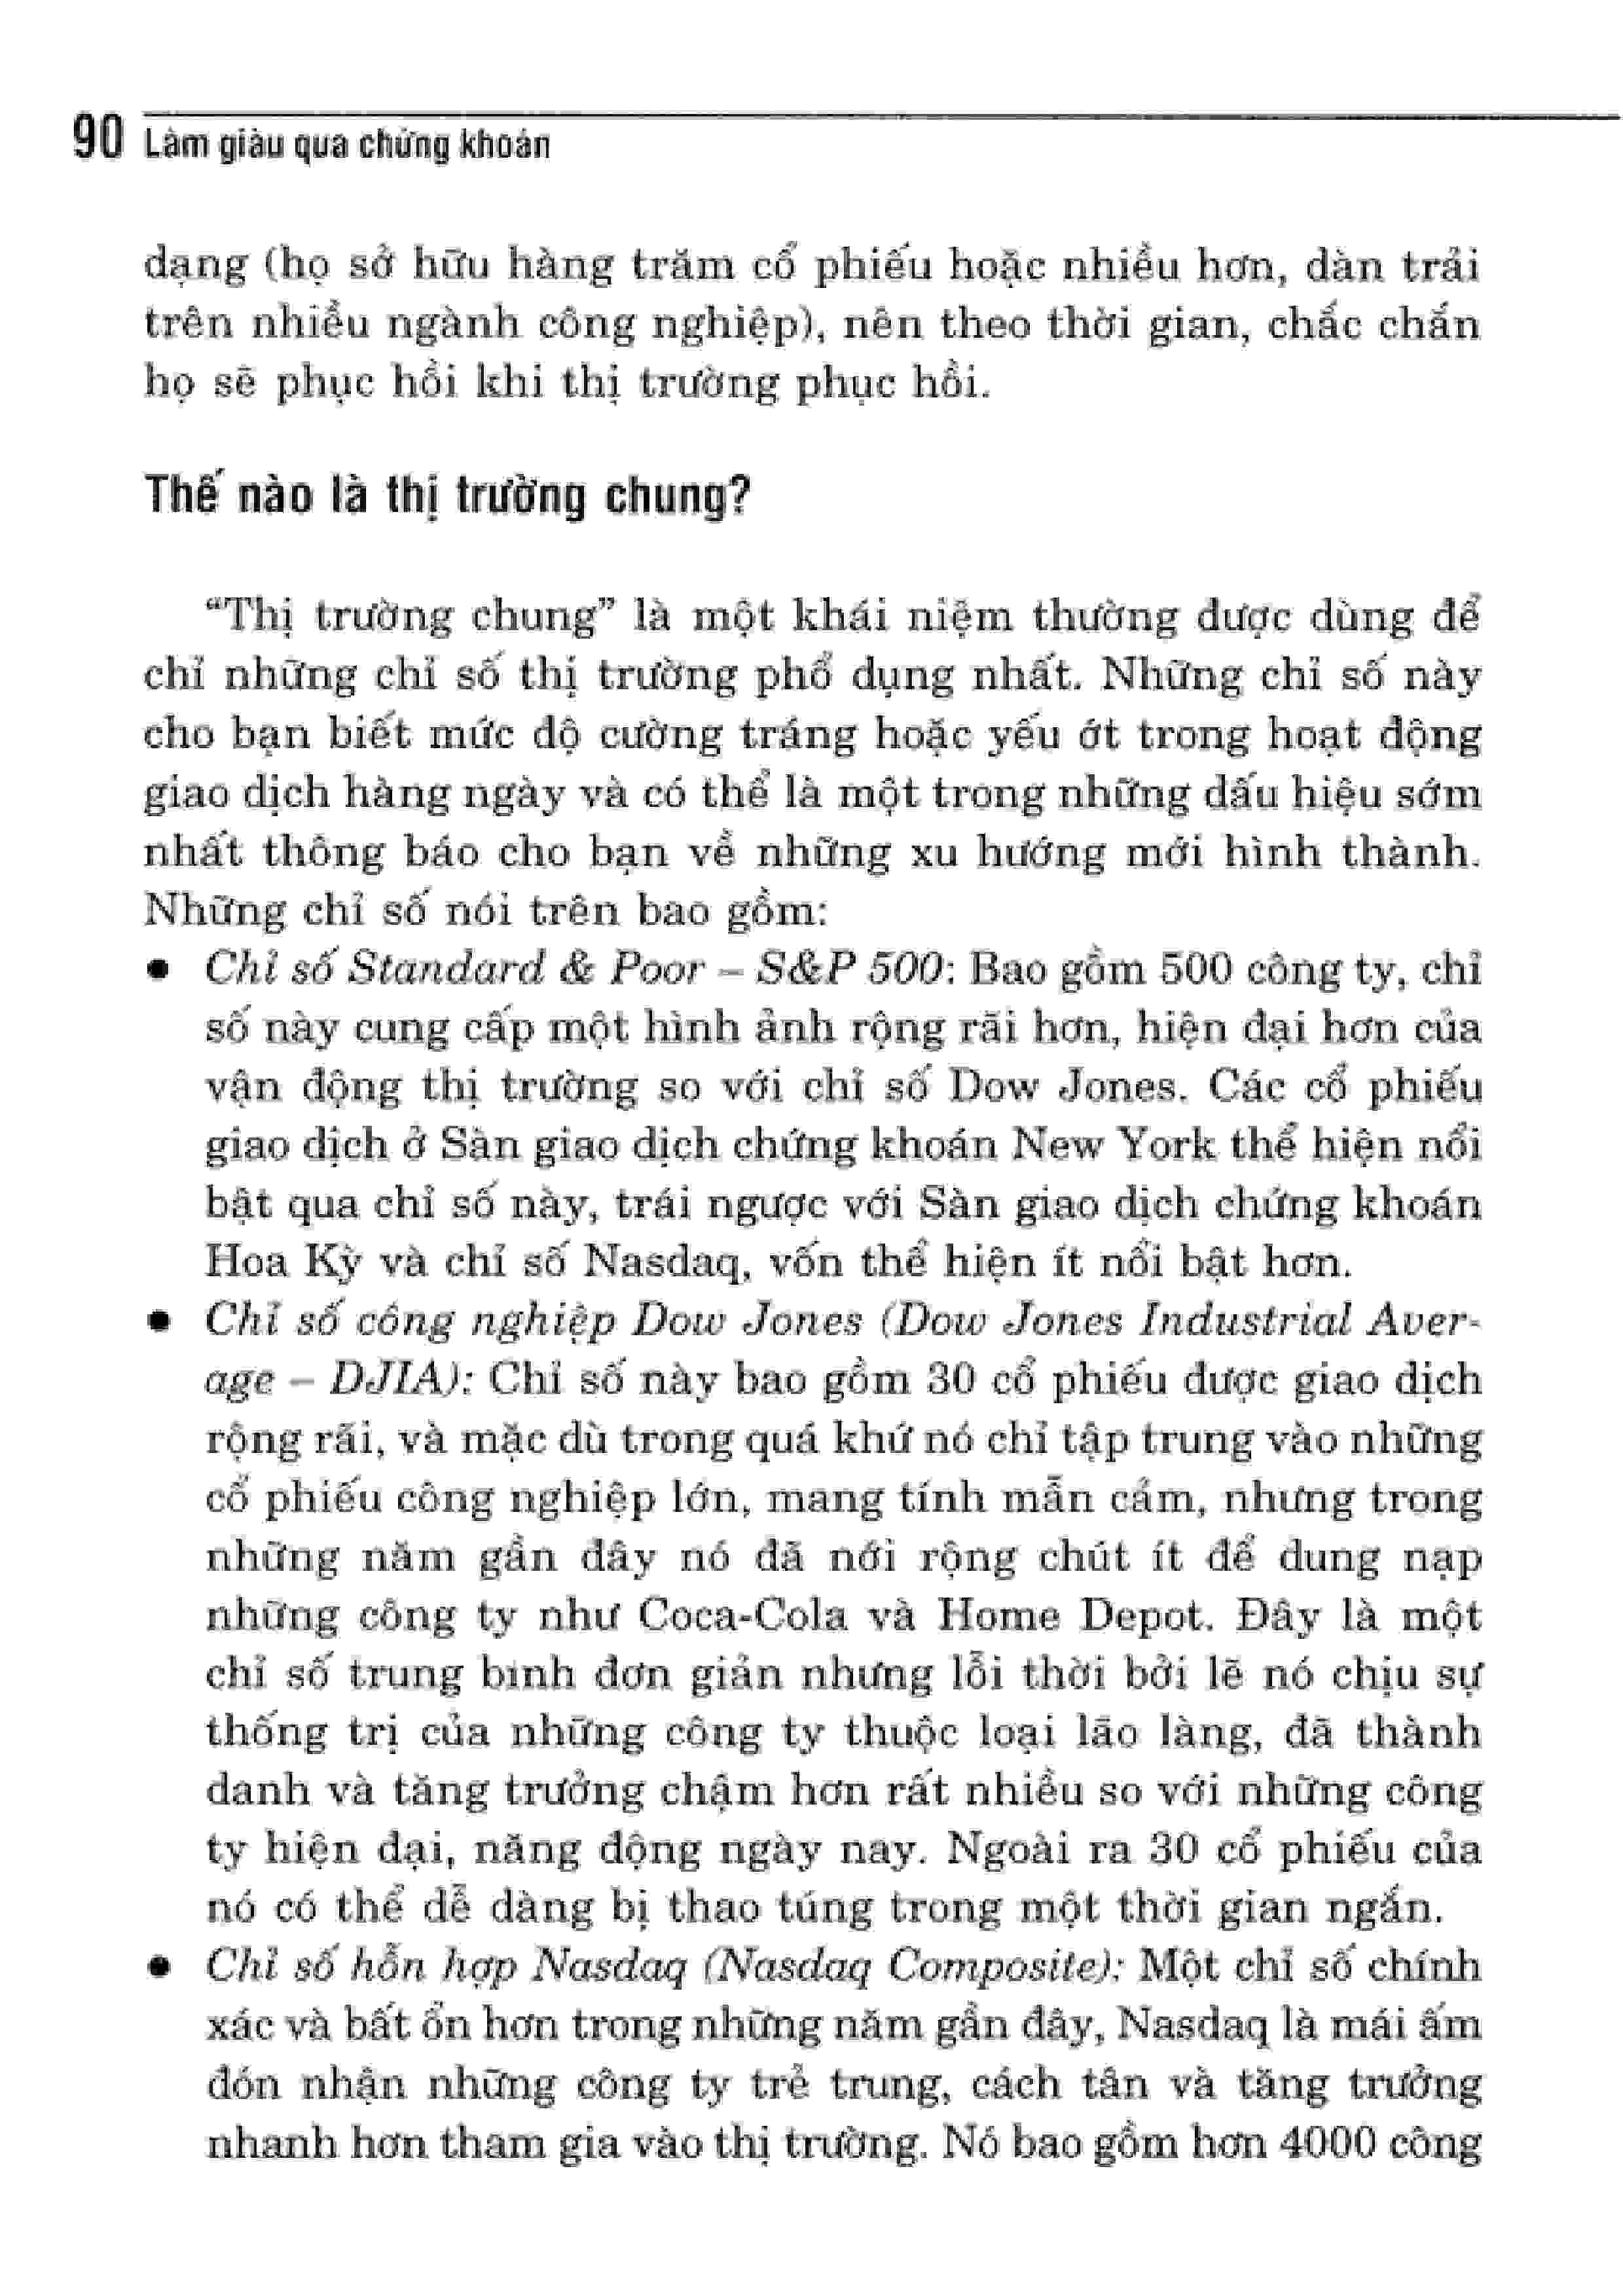 90 Làm giàu qua chứng khoán
dạng (họ sở hữu hàng trăm cổ phiếu hoặc nhiều hơn, dàn trải
trên nhiều ngành công nghiệp), nên theo thời gian, chắc chắn
họ sẽ phục hồi khi thị trường phục hồi.
Thế nào là thị trường chung?
“Thị trường chung” là một khái niệm thường được dùng để
chỉ những chỉ số thị trường phổ dụng nhất. Những chỉ số này
cho bạn biết mức độ cường tráng hoặc yếu ớt trong hoạt động
giao dịch hàng ngày và có thể là một trong những dấu hiệu sớm
nhất thông báo cho bạn về những xu hướng mới hình thành.
Những chỉ số nói trên bao gồm:
● Chỉ số Standard & Poor – S&P 500: Bao gồm 500 công ty, chỉ
số này cung cấp một hình ảnh rộng rãi hơn, hiện đại hơn của
vận động thị trường so với chỉ số Dow Jones. Các cổ phiếu
giao dịch ở Sàn giao dịch chứng khoán New York thể hiện nổi
bật qua chỉ số này, trái ngược với Sàn giao dịch chứng khoán
Hoa Kỳ và chỉ số Nasdaq, vốn thể hiện ít nổi bật hơn.
● Chỉ số công nghiệp Dow Jones (Dow Jones Industrial Aver-
age – DJIA): Chỉ số này bao gồm 30 cổ phiếu được giao dịch
rộng rãi, và mặc dù trong quá khứ nó chỉ tập trung vào những
cổ phiếu công nghiệp lớn, mang tính mẫn cảm, nhưng trong
những năm gần đây nó đã nới rộng chút ít để dung nạp
những công ty như Coca-Cola và Home Depot. Đây là một
chỉ số trung bình đơn giản nhưng lỗi thời bởi lẽ nó chịu sự
thống trị của những công ty thuộc loại lão làng, đã thành
danh và tăng trưởng chậm hơn rất nhiều so với những công
ty hiện đại, năng động ngày nay. Ngoài ra 30 cổ phiếu của
nó có thể dễ dàng bị thao túng trong một thời gian ngắn.
● Chỉ số hỗn hợp Nasdaq (Nasdaq Composite): Một chỉ số chính
xác và bất ổn hơn trong những năm gần đây, Nasdaq là mái ấm
đón nhận những công ty trẻ trung, cách tân và tăng trưởng
nhanh hơn tham gia vào thị trường. Nó bao gồm hơn 4000 công